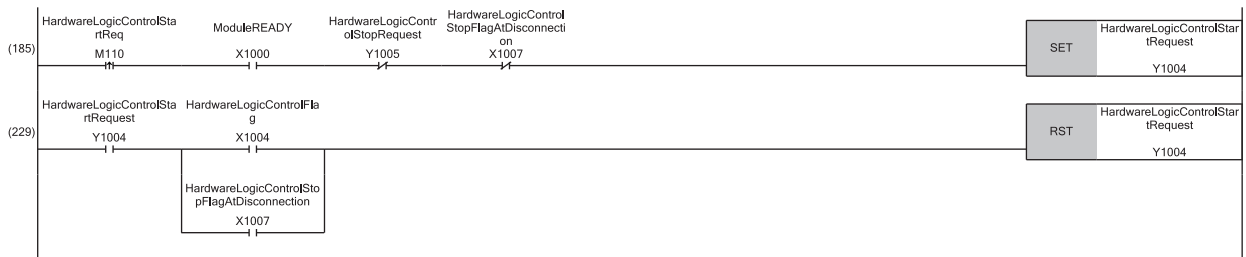 HardwareLogicControlSta
rtReq
M110
ModuleREADY
X1000
HardwareLogicContr
olStopRequest
Y1005
HardwareLogicControl
StopFlagAtDisconnecti
on
X1007
(185)
SET
HardwareLogicControlStar
tRequest
Y1004
HardwareLogicControlSta
rtRequest
Y1004
HardwareLogicControlFla
g
X1004
(229)
RST
HardwareLogicControlStar
tRequest
Y1004
HardwareLogicControlSto
pFlagAtDisconnection
X1007